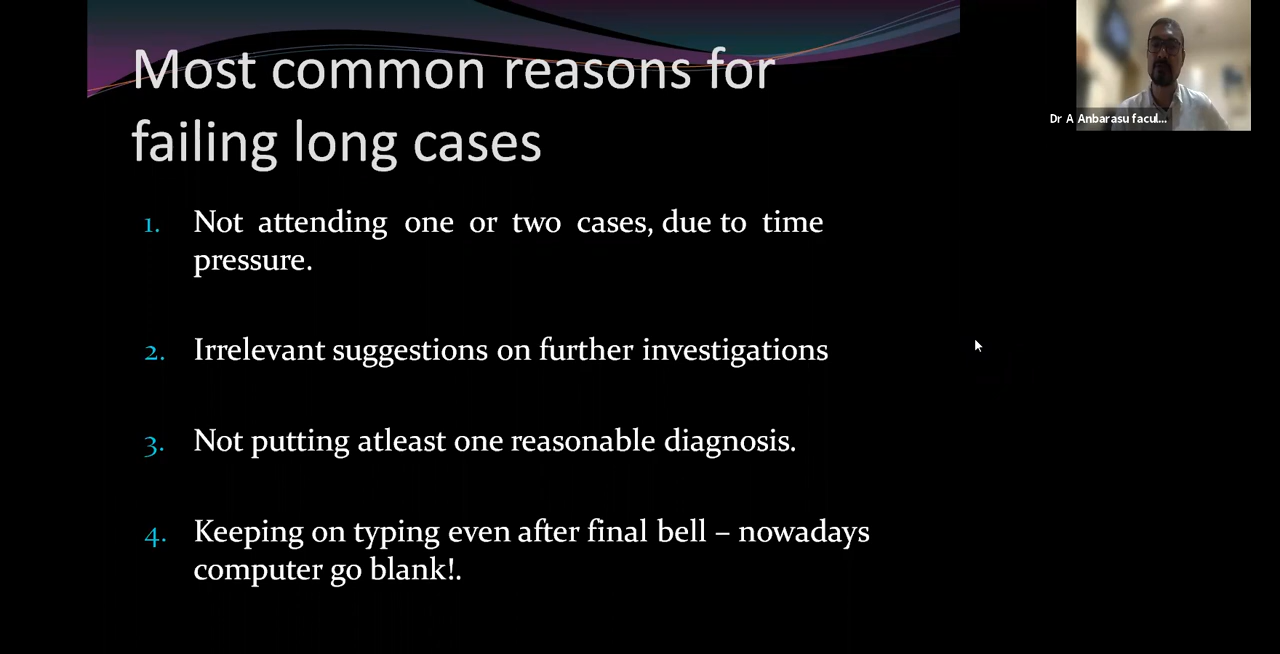 Most common reasons for
failing long cases
Dr A Anbarasu facul...
1. Not attending one or two cases, due to time
pressure.
2. Irrelevant suggestions on further investigations
3. Not putting atleast one reasonable diagnosis.
4. Keeping on typing even after final bell – nowadays
computer go blank!.